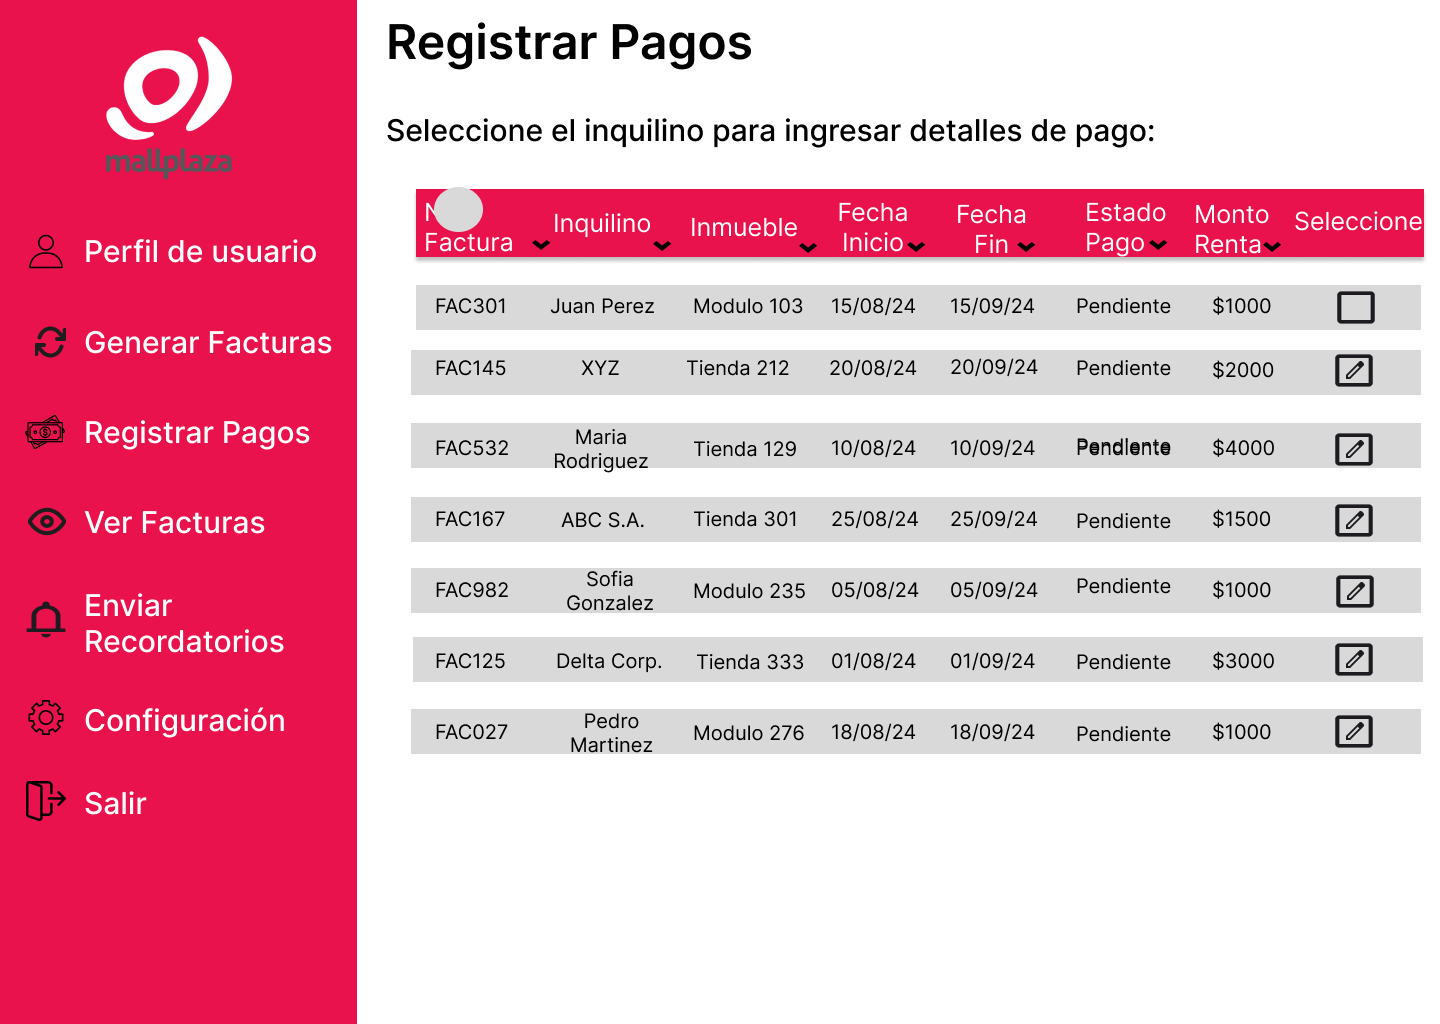 mallplaza
Perfil de usuario
Generar Facturas
Registrar Pagos
Ver Facturas
Enviar
Recordatorios
Configuración
Salir
Registrar Pagos
Seleccione el inquilino para ingresar detalles de pago:
Factura
Inquilino
Inmueble
Fecha
Inicio
Fecha
Fin
Estado
Pago
Monto
Renta
Seleccione
FAC301 Juan Perez Modulo 103 15/08/24 15/09/24 Pendiente $1000
FAC145 XYZ Tienda 212 20/08/24 20/09/24 Pendiente $2000
FAC532 Maria Rodriguez Tienda 129 10/08/24 10/09/24 Pendiente $4000
FAC167 ABC S.A. Tienda 301 25/08/24 25/09/24 Pendiente $1500
FAC982 Sofia Gonzalez Modulo 235 05/08/24 05/09/24 Pendiente $1000
FAC125 Delta Corp. Tienda 333 01/08/24 01/09/24 Pendiente $3000
FAC027 Pedro Martinez Modulo 276 18/08/24 18/09/24 Pendiente $1000